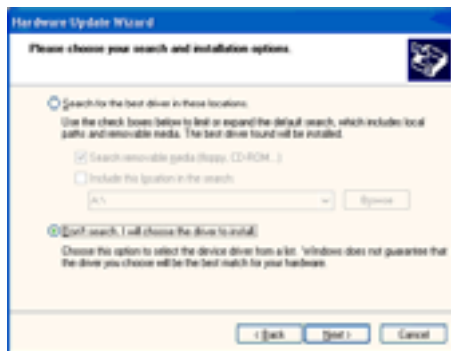 Hardware Update Wizard
Please choose your search and installation options.
Search for the best driver in these locations.
Use the check boxes below to limit or expand the default search, which includes local
paths and removable media. The best driver found will be installed.
Search removable media (floppy, CD-ROM...)
Include this location in the search:
A:\
Browse
Don't search. I will choose the driver to install.
Choose this option to select the device driver from a list. Windows does not guarantee that
the driver you choose will be the best match for your hardware.
< Back
Next >
Cancel